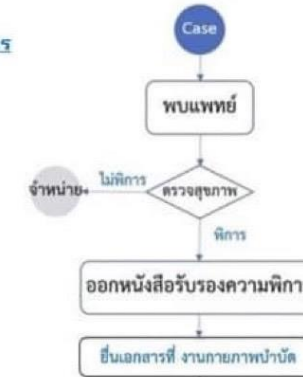 ร
Case
พบแพทย์
ไม่พิการ
จำหน่าย
ตรวจสุขภาพ
พิการ
ออกหนังสือรับรองความพิกา
ยื่นเอกสารที่ งานกายภาพบำบัด